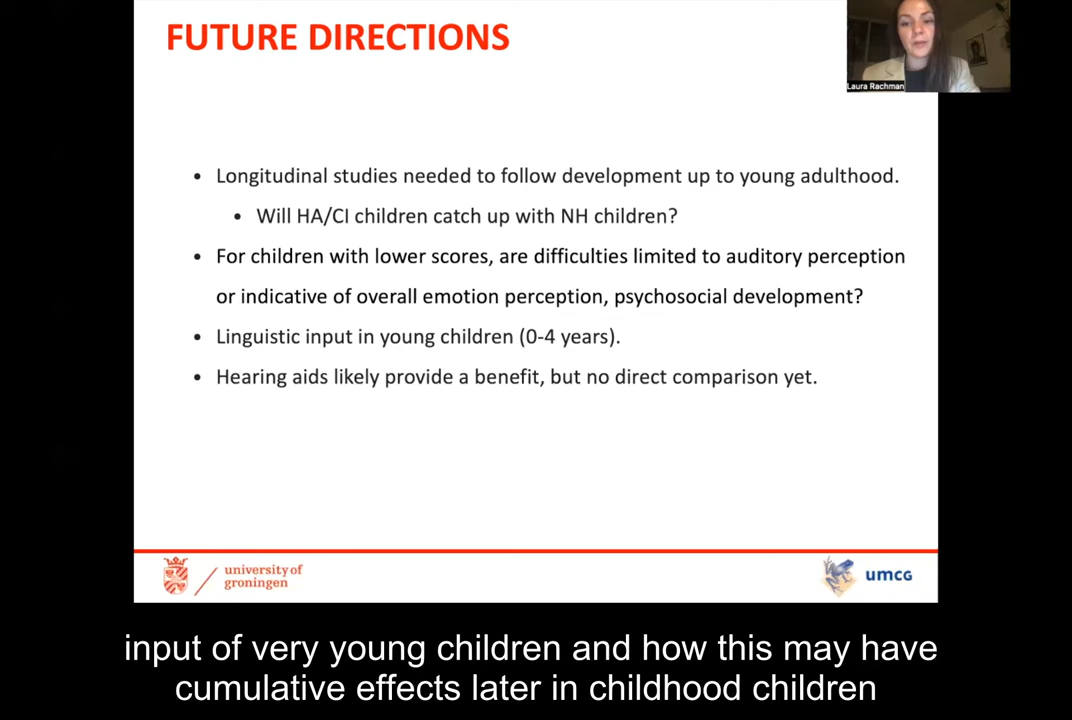 FUTURE DIRECTIONS
Laura Rachman
• Longitudinal studies needed to follow development up to young adulthood.
• Will HA/CI children catch up with NH children?
• For children with lower scores, are difficulties limited to auditory perception
or indicative of overall emotion perception, psychosocial development?
• Linguistic input in young children (0-4 years).
• Hearing aids likely provide a benefit, but no direct comparison yet.
university of
groningen
umcg
input of very young children and how this may have
cumulative effects later in childhood children